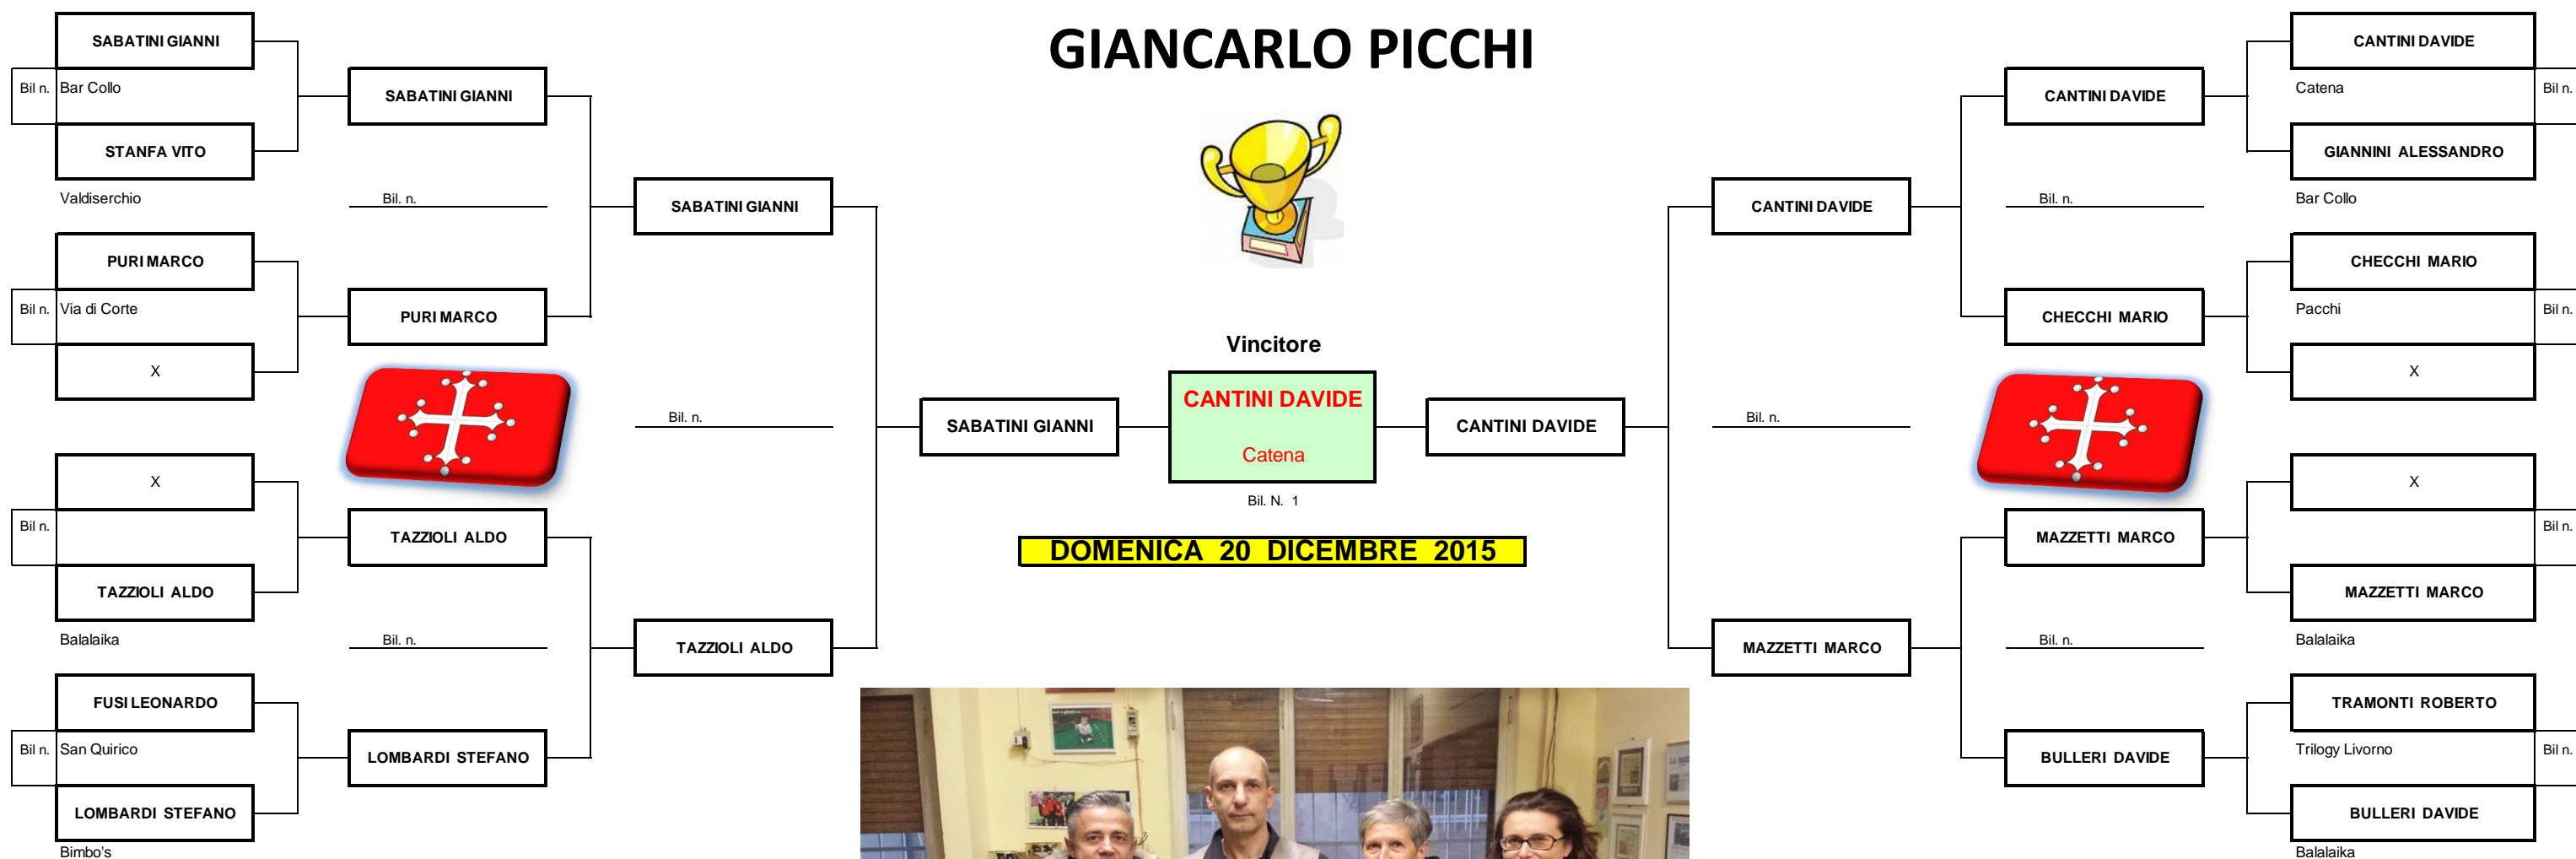 GIANCARLO PICCHI
SABATINI GIANNI
Bil n. Bar Collo
STANFA VITO
Valdiserchio
PURI MARCO
Bil n. Via di Corte
X
X
Bil n.
TAZZIOLI ALDO
Balalaika
FUSI LEONARDO
Bil n. San Quirico
LOMBARDI STEFANO
Bimbo's
SABATINI GIANNI
Bil. n.
PURI MARCO
TAZZIOLI ALDO
Bil. n.
LOMBARDI STEFANO
SABATINI GIANNI
Bil. n.
TAZZIOLI ALDO
SABATINI GIANNI
Vincitore
CANTINI DAVIDE
Catena
Bil. N. 1
DOMENICA 20 DICEMBRE 2015
CANTINI DAVIDE
CANTINI DAVIDE
Bil. n.
MAZZETTI MARCO
CANTINI DAVIDE
Bil. n.
CHECCHI MARIO
MAZZETTI MARCO
Bil. n.
BULLERI DAVIDE
CANTINI DAVIDE
Catena Bil n.
GIANNINI ALESSANDRO
Bar Collo
CHECCHI MARIO
Pacchi Bil n.
X
X
Bil n.
MAZZETTI MARCO
Balalaika
TRAMONTI ROBERTO
Trilogy Livorno Bil n.
BULLERI DAVIDE
Balalaika